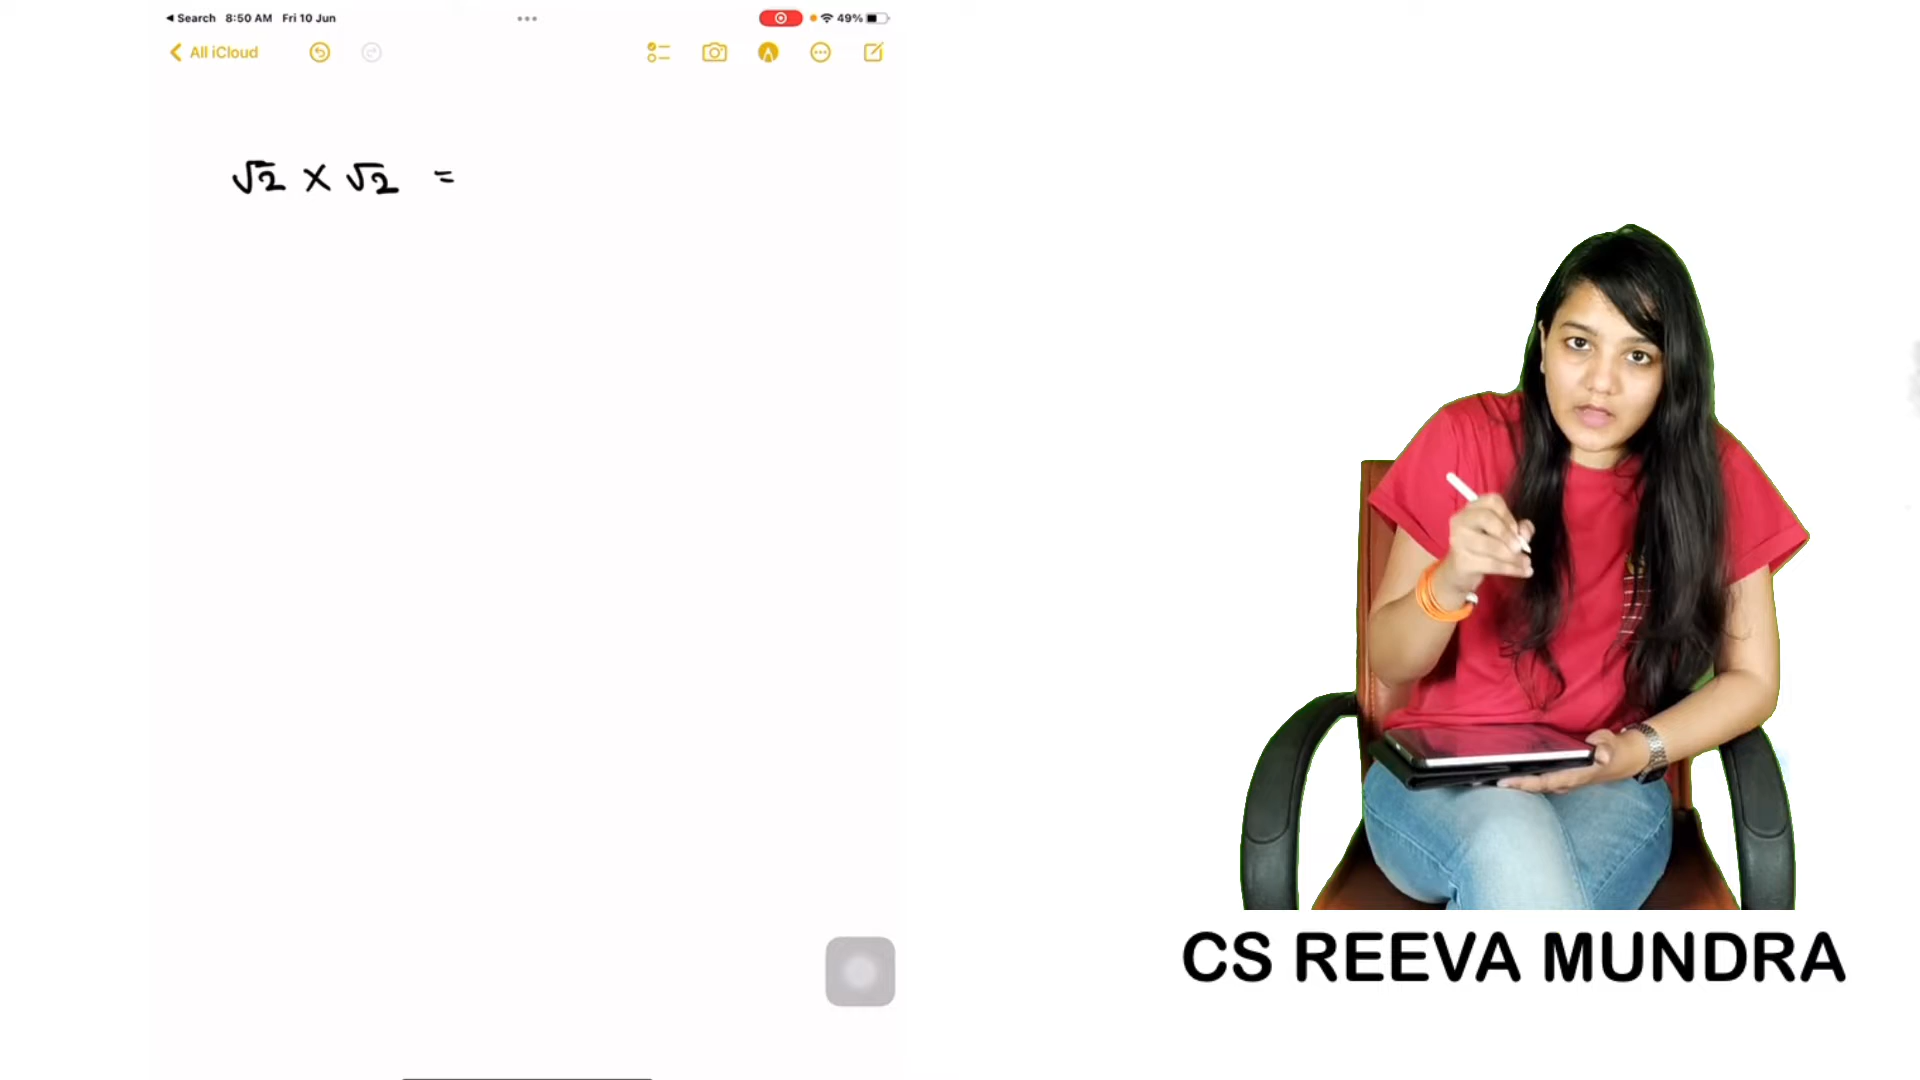 Search 8:50 AM Fri 10 Jun 49%
All iCloud
√2 × √2 =
CS REEVA MUNDRA